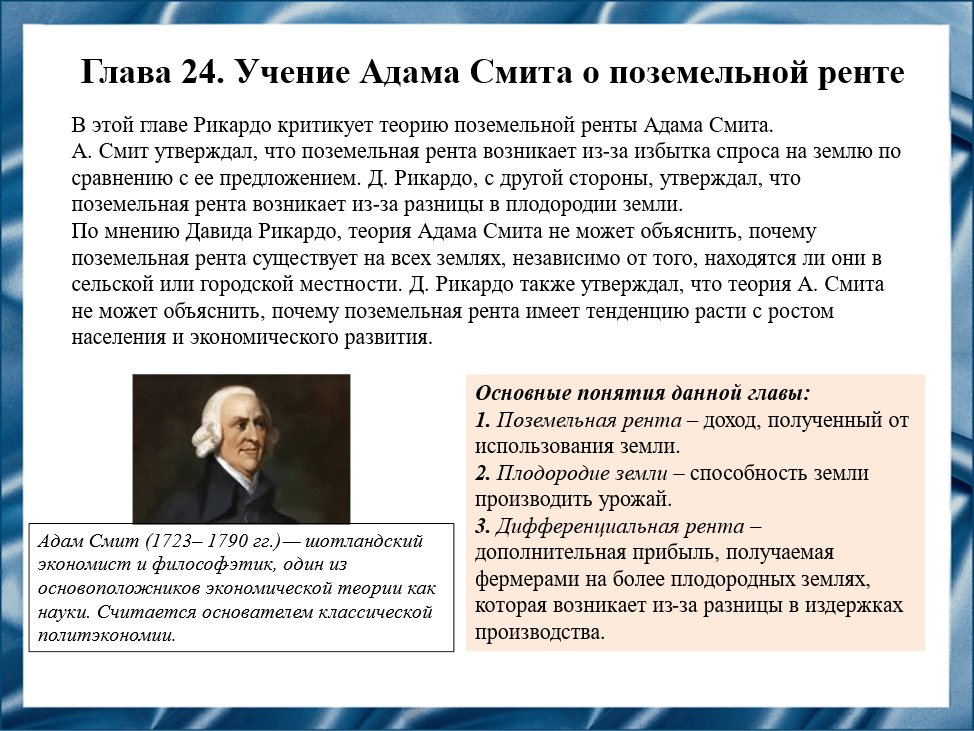 Глава 24. Учение Адама Смита о поземельной ренте
В этой главе Рикардо критикует теорию поземельной ренты Адама Смита.
А. Смит утверждал, что поземельная рента возникает из-за избытка спроса на землю по
сравнению с ее предложением. Д. Рикардо, с другой стороны, утверждал, что
поземельная рента возникает из-за разницы в плодородии земли.
По мнению Давида Рикардо, теория Адама Смита не может объяснить, почему
поземельная рента существует на всех землях, независимо от того, находятся ли они в
сельской или городской местности. Д. Рикардо также утверждал, что теория А. Смита
не может объяснить, почему поземельная рента имеет тенденцию расти с ростом
населения и экономического развития.
Адам Смит (1723– 1790 гг.)— шотландский
экономист и философ-этик, один из
основоположников экономической теории как
науки. Считается основателем классической
политэкономии.
Основные понятия данной главы:
1. Поземельная рента – доход, полученный от
использования земли.
2. Плодородие земли – способность земли
производить урожай.
3. Дифференциальная рента –
дополнительная прибыль, получаемая
фермерами на более плодородных землях,
которая возникает из-за разницы в издержках
производства.